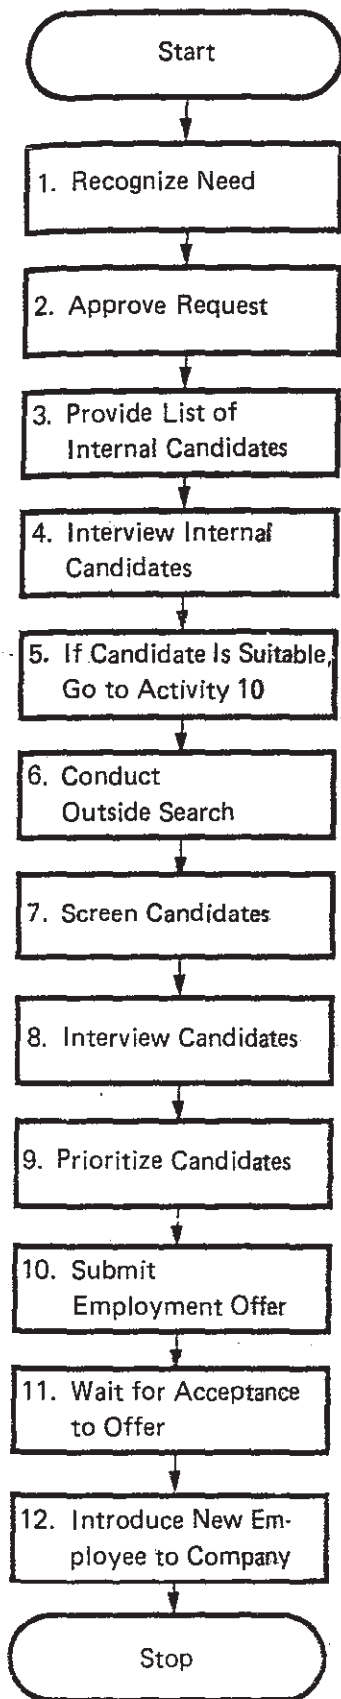 Start
1. Recognize Need
2. Approve Request
3. Provide List of
Internal Candidates
4. Interview Internal
Candidates
5. If Candidate Is Suitable,
Go to Activity 10
6. Conduct
Outside Search
7. Screen Candidates
8. Interview Candidates
9. Prioritize Candidates
10. Submit
Employment Offer
11. Wait for Acceptance
to Offer
12. Introduce New Em-
ployee to Company
Stop